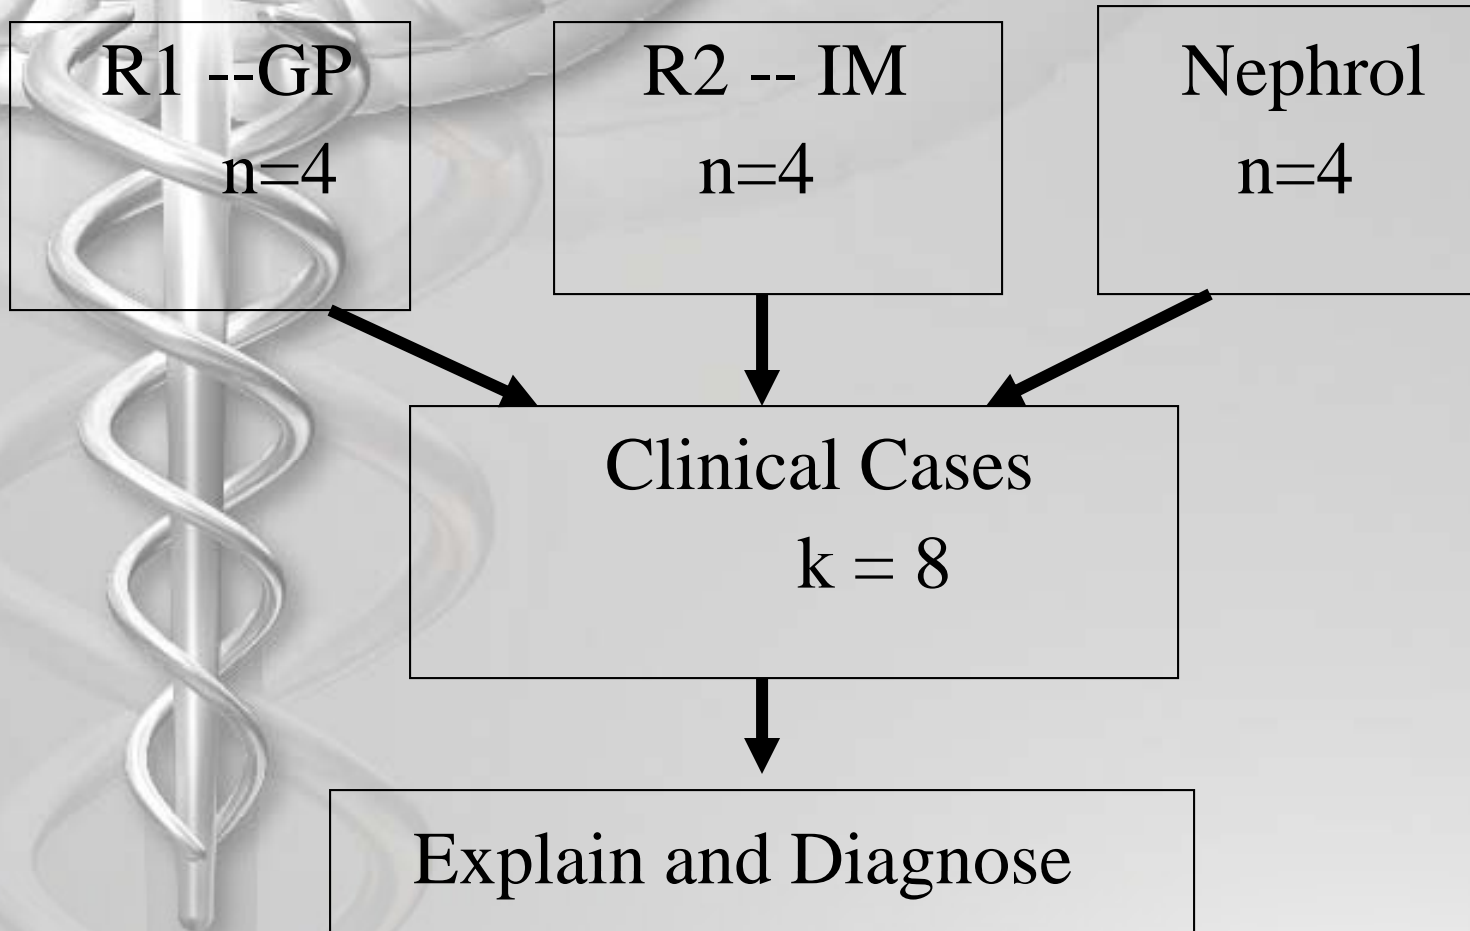 R1 --GP
n=4
R2 -- IM
n=4
Nephrol
n=4
Clinical Cases
k = 8
Explain and Diagnose